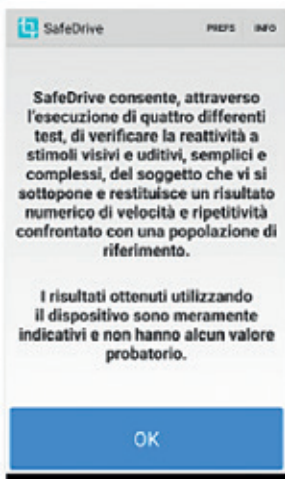 SafeDrive PREFS INFO
SafeDrive consente, attraverso
l'esecuzione di quattro differenti
test, di verificare la reattività a
stimoli visivi e uditivi, semplici e
complessi, del soggetto che vi si
sottopone e restituisce un risultato
numerico di velocità e ripetitività
confrontato con una popolazione di
riferimento.
I risultati ottenuti utilizzando
il dispositivo sono meramente
indicativi e non hanno alcun valore
probatorio.
OK